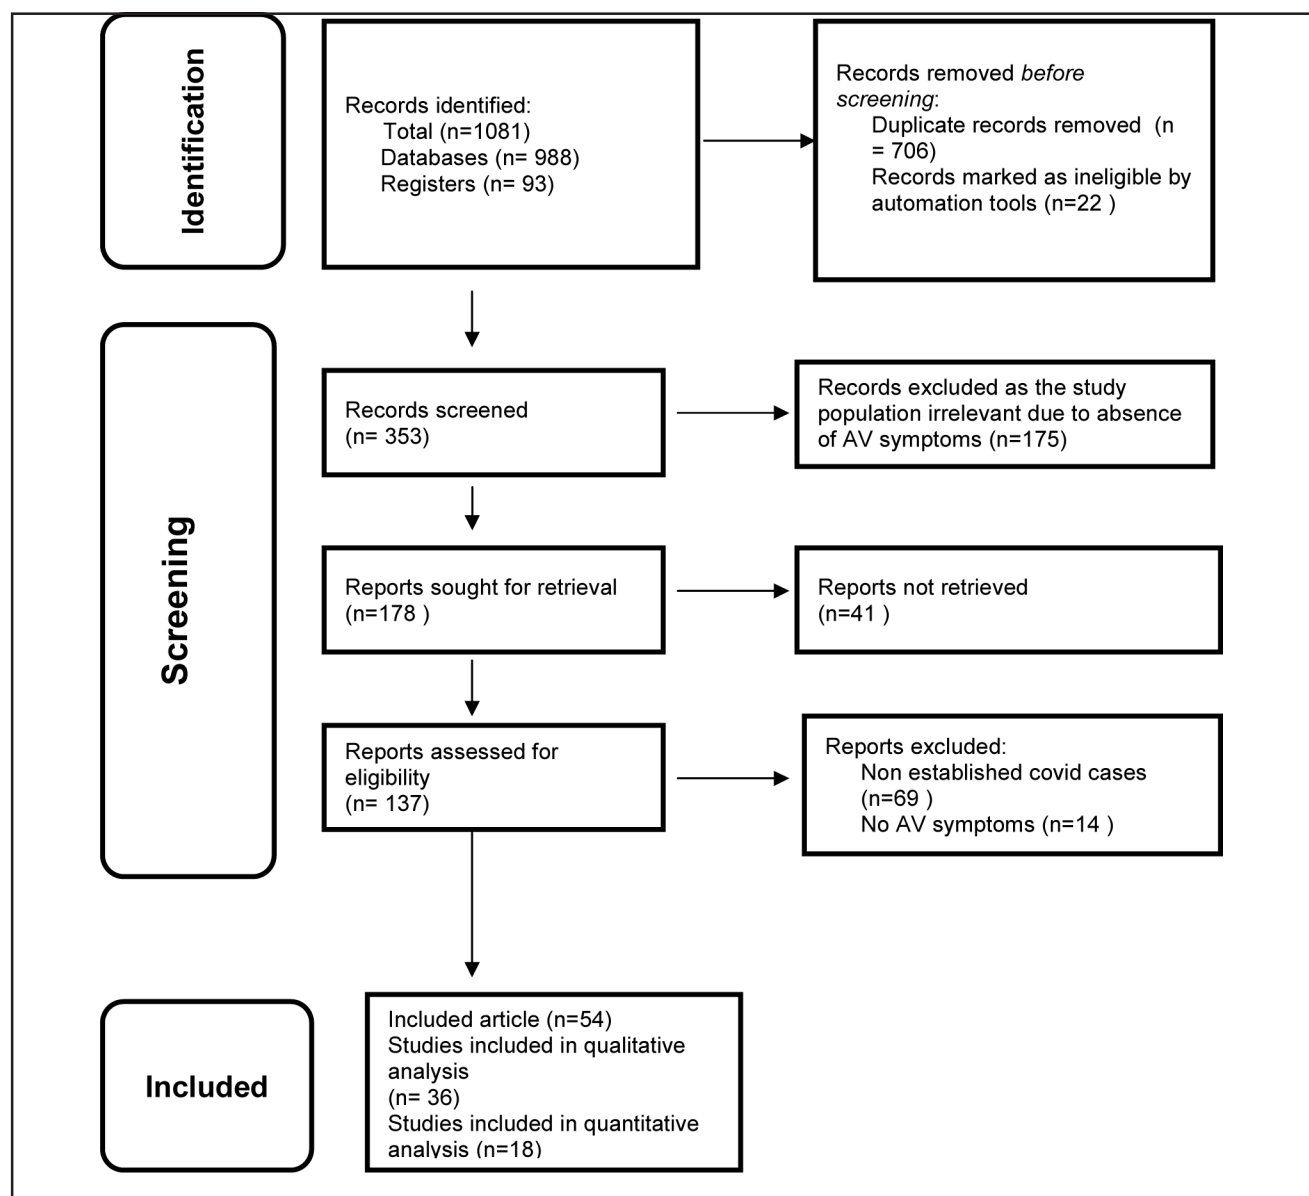 Identification
Records identified:
Total (n=1081)
Databases (n= 988)
Registers (n= 93)
Records removed before
screening:
Duplicate records removed (n
= 706)
Records marked as ineligible by
automation tools (n=22 )
Screening
Records screened
(n= 353)
Records excluded as the study
population irrelevant due to absence
of AV symptoms (n=175)
Reports sought for retrieval
(n=178 )
Reports not retrieved
(n=41 )
Reports assessed for
eligibility
(n= 137)
Reports excluded:
Non established covid cases
(n=69 )
No AV symptoms (n=14 )
Included
Included article (n=54)
Studies included in qualitative
analysis
(n= 36)
Studies included in quantitative
analysis (n=18)